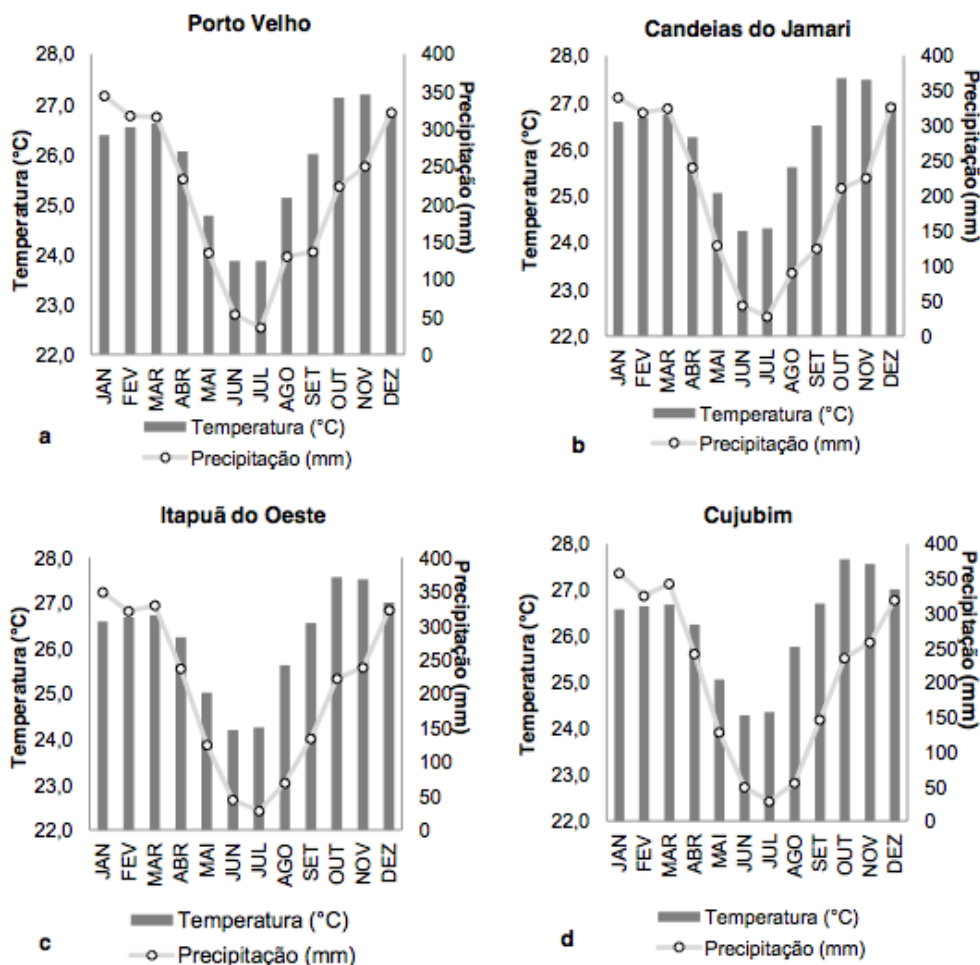 Porto Velho
Temperatura (°C)
28,0
27,0
26,0
25,0
24,0
23,0
22,0
Precipitação (mm)
400
350
300
250
200
150
100
50
0
JAN
FEV
MAR
ABR
MAI
JUN
JUL
AGO
SET
OUT
NOV
DEZ
a
Temperatura (°C)
Precipitação (mm)
Candeias do Jamari
Temperatura (°C)
28,0
27,0
26,0
25,0
24,0
23,0
22,0
Precipitação (mm)
400
350
300
250
200
150
100
50
0
JAN
FEV
MAR
ABR
MAI
JUN
JUL
AGO
SET
OUT
NOV
DEZ
b
Temperatura (°C)
Precipitação (mm)
Itapuã do Oeste
Temperatura (°C)
28,0
27,0
26,0
25,0
24,0
23,0
22,0
Precipitação (mm)
400
350
300
250
200
150
100
50
0
JAN
FEV
MAR
ABR
MAI
JUN
JUL
AGO
SET
OUT
NOV
DEZ
c
Temperatura (°C)
Precipitação (mm)
Cujubim
Temperatura (°C)
28,0
27,0
26,0
25,0
24,0
23,0
22,0
Precipitação (mm)
400
350
300
250
200
150
100
50
0
JAN
FEV
MAR
ABR
MAI
JUN
JUL
AGO
SET
OUT
NOV
DEZ
d
Temperatura (°C)
Precipitação (mm)